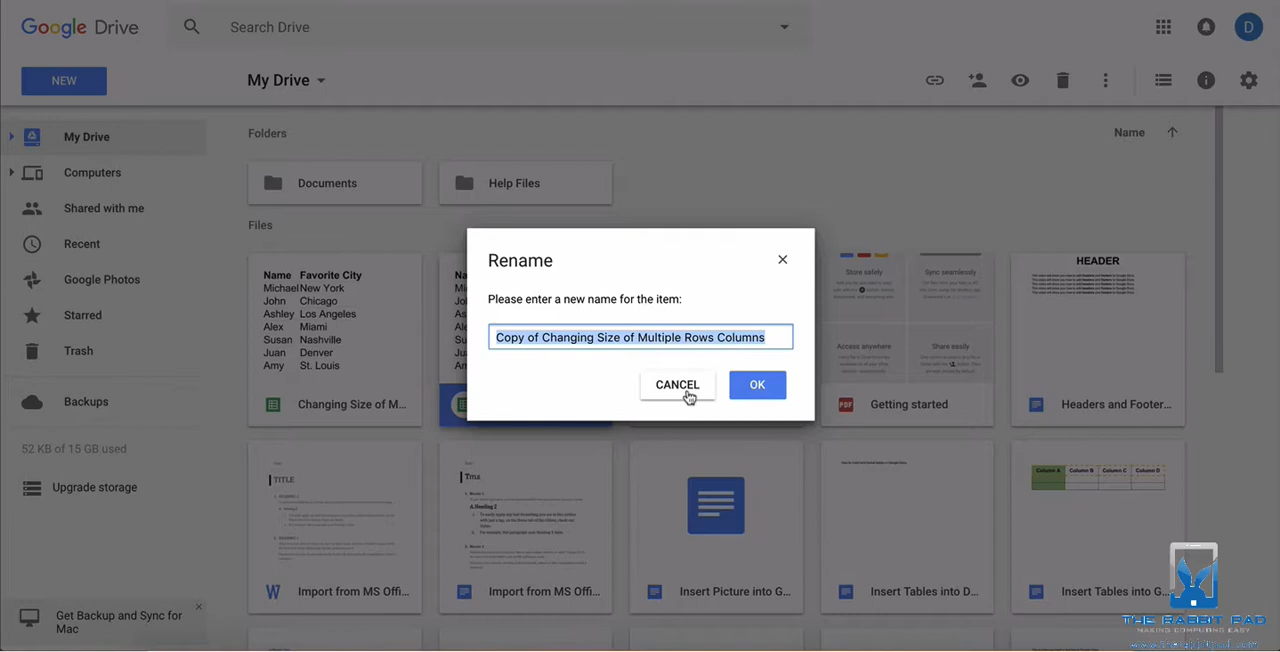 Google Drive
Search Drive
D
NEW
My Drive
My Drive
Computers
Shared with me
Recent
Google Photos
Starred
Trash
Backups
52 KB of 15 GB used
Upgrade storage
Get Backup and Sync for
Mac
Folders
Name
Documents
Help Files
Files
Name Favorite City
Michael New York
John Chicago
Ashley Los Angeles
Alex Miami
Susan Nashville
Juan Denver
Amy St. Louis
Changing Size of M...
Rename
Please enter a new name for the item:
Copy of Changing Size of Multiple Rows Columns
CANCEL
OK
Store safely
Sync seamlessly
Access anywhere
Share easily
PDF
Getting started
HEADER
Headers and Footer...
TITLE
Import from MS Offi...
TITLE
A. Heading 2
Import from MS Offi...
Insert Picture into G...
Insert Tables into D...
Column A Column B Column C Column D
Insert Tables into G...
THE RABBIT PAD
MAKING COMPUTING EASY